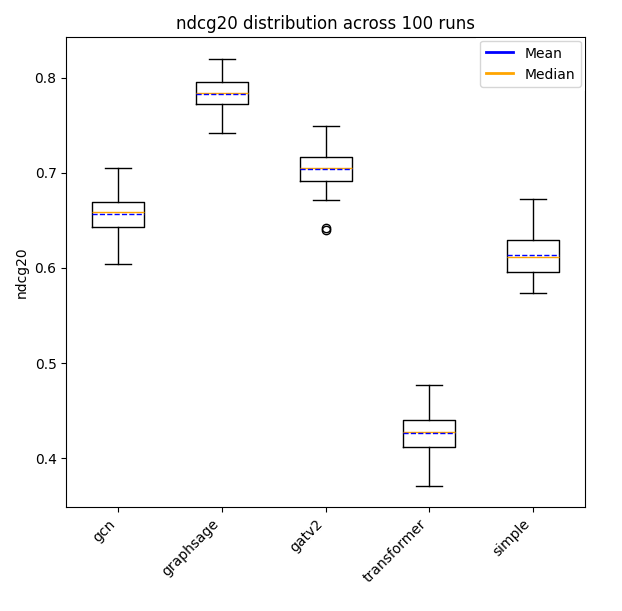 ndcg20 distribution across 100 runs
Mean
Median
ndcg20
0.8
0.7
0.6
0.5
0.4
gcn
graphsage
gatv2
transformer
simple